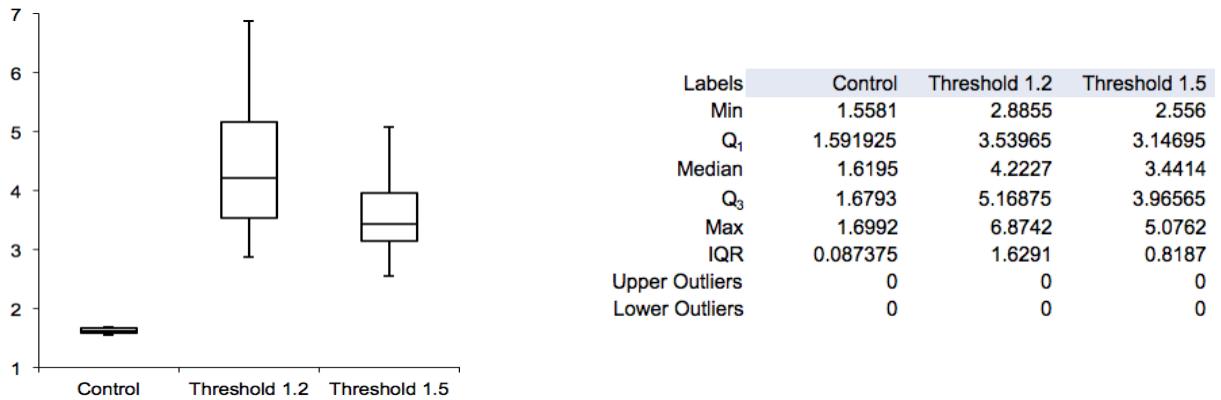 7
6
5
4
3
2
1
Control Threshold 1.2 Threshold 1.5
Labels Control Threshold 1.2 Threshold 1.5
Min 1.5581 2.8855 2.556
Q₁ 1.591925 3.53965 3.14695
Median 1.6195 4.2227 3.4414
Q₃ 1.6793 5.16875 3.96565
Max 1.6992 6.8742 5.0762
IQR 0.087375 1.6291 0.8187
Upper Outliers 0 0 0
Lower Outliers 0 0 0